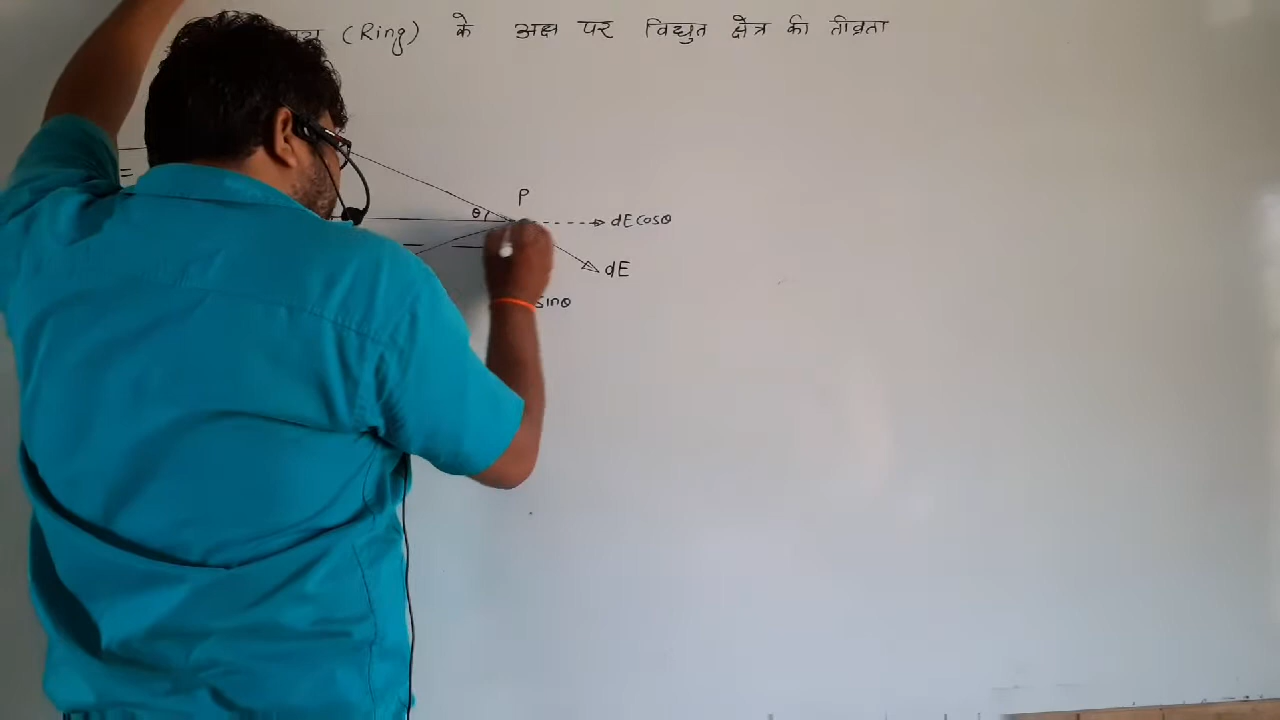 (Ring) के अक्ष पर विद्युत क्षेत्र की तीव्रता
P
θ
dE cosθ
dE
sinθ